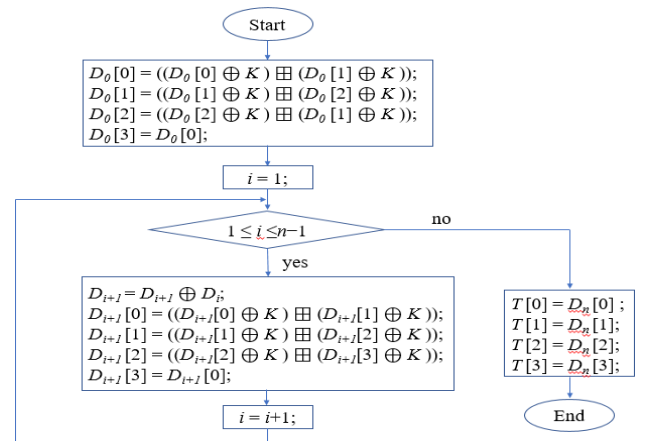 Start
D₀[0] = ((D₀ [0] ⊕ K ) ⊞ (D₀ [1] ⊕ K ));
D₀[1] = ((D₀ [1] ⊕ K ) ⊞ (D₀ [2] ⊕ K ));
D₀[2] = ((D₀ [2] ⊕ K ) ⊞ (D₀ [1] ⊕ K ));
D₀[3] = D₀[0];
i = 1;
1 ≤ i ≤n−1
no
yes
Dᵢ₊₁ = Dᵢ₊₁ ⊕ Dᵢ;
Dᵢ₊₁ [0] = ((Dᵢ₊₁[0] ⊕ K ) ⊞ (Dᵢ₊₁[1] ⊕ K ));
Dᵢ₊₁ [1] = ((Dᵢ₊₁[1] ⊕ K ) ⊞ (Dᵢ₊₁[2] ⊕ K ));
Dᵢ₊₁ [2] = ((Dᵢ₊₁[2] ⊕ K ) ⊞ (Dᵢ₊₁[3] ⊕ K ));
Dᵢ₊₁ [3] = Dᵢ₊₁ [0];
i = i+1;
T [0] = Dₙ [0] ;
T [1] = Dₙ [1];
T [2] = Dₙ [2];
T [3] = Dₙ [3];
End